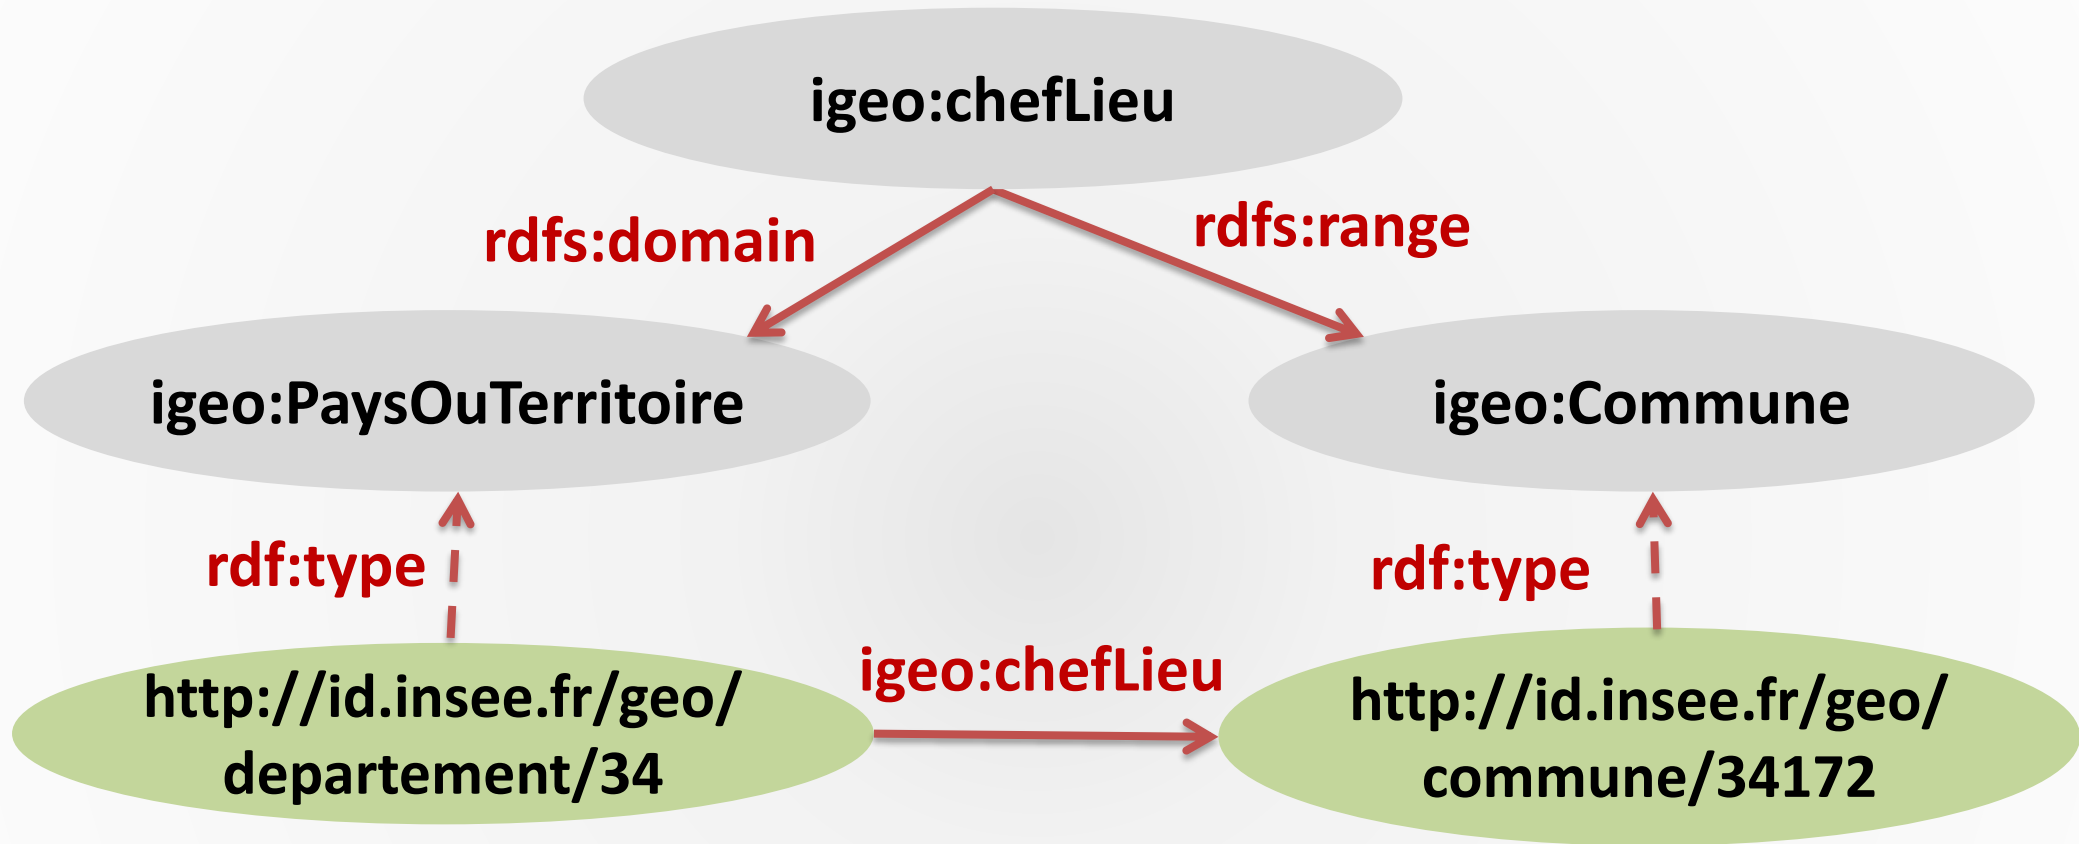 igeo:chefLieu
rdfs:domain
rdfs:range
igeo:PaysOuTerritoire
igeo:Commune
rdf:type
rdf:type
http://id.insee.fr/geo/
departement/34
igeo:chefLieu
http://id.insee.fr/geo/
commune/34172